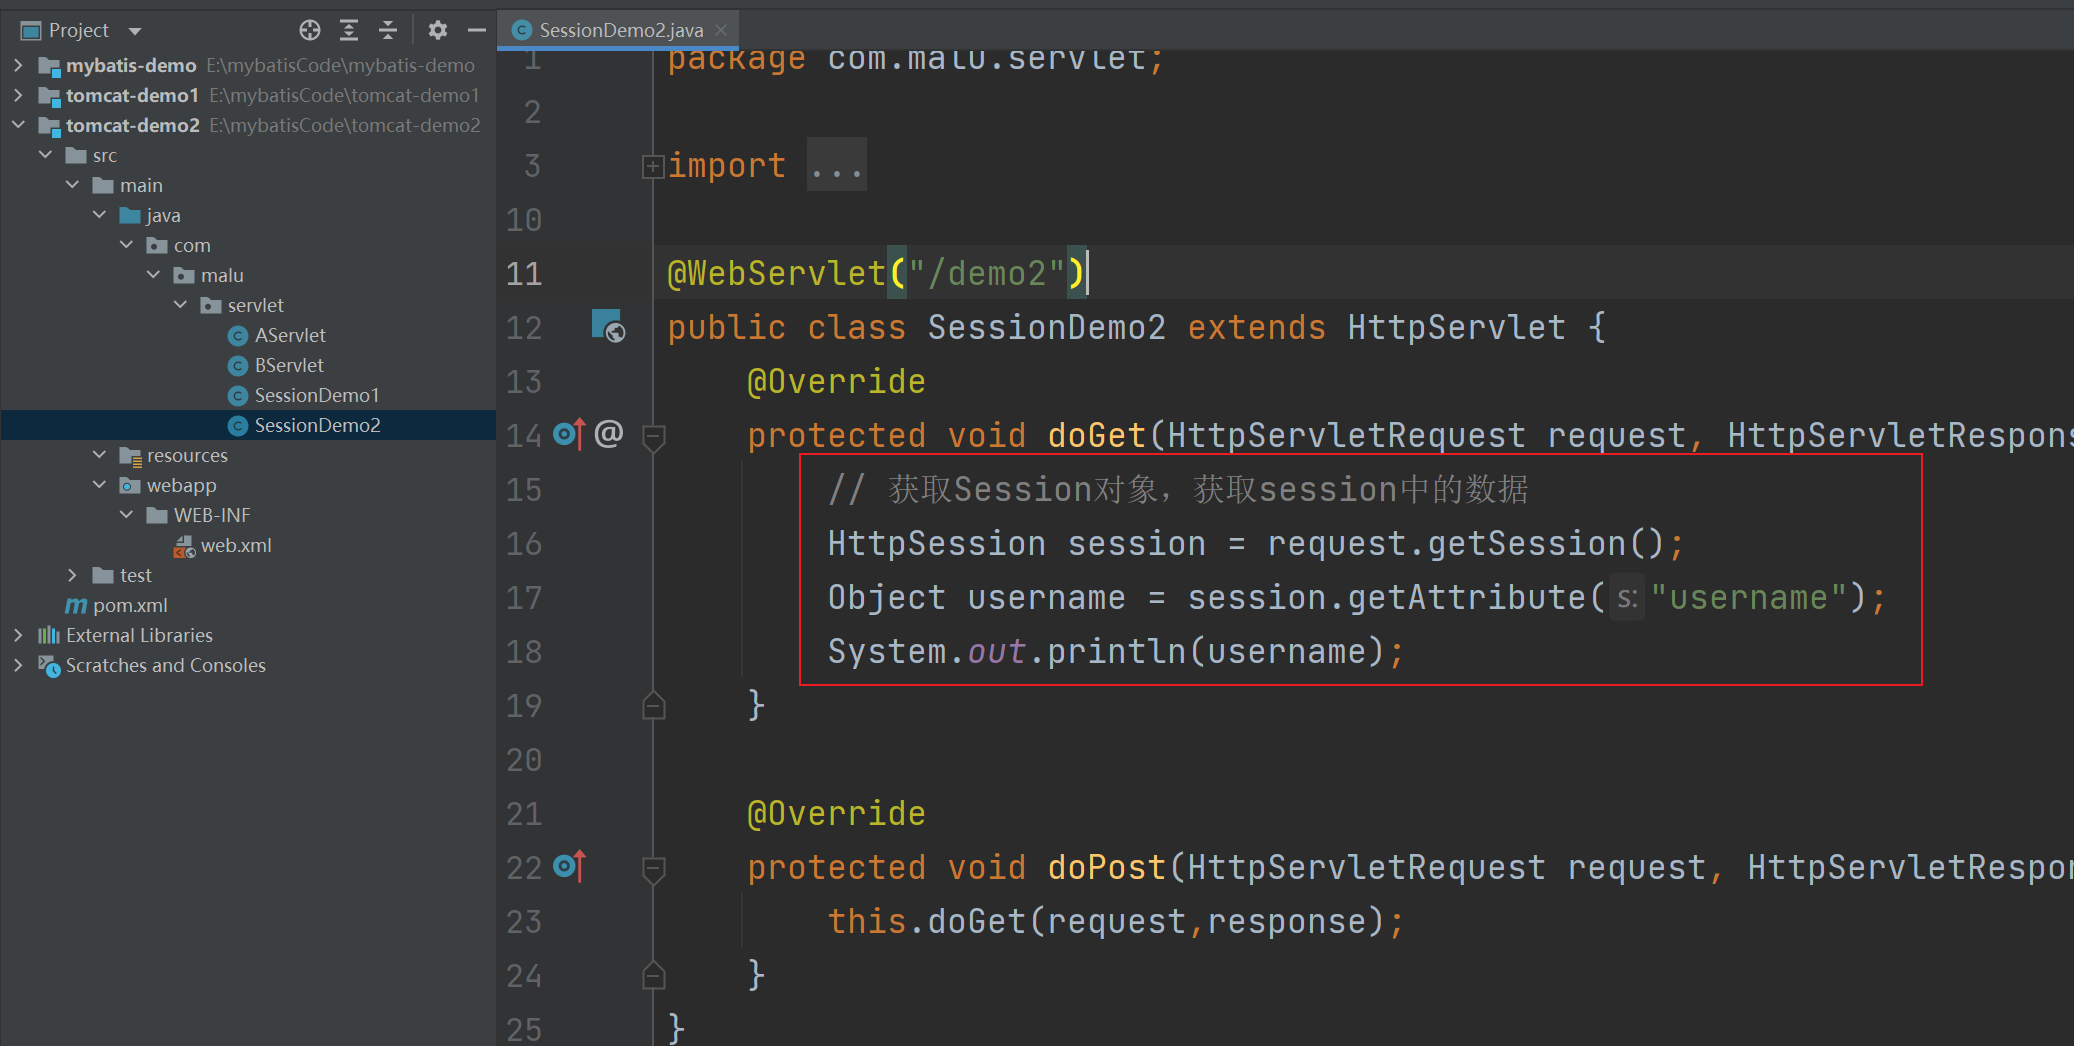 Project
mybatis-demo E:\mybatisCode\mybatis-demo
tomcat-demo1 E:\mybatisCode\tomcat-demo1
tomcat-demo2 E:\mybatisCode\tomcat-demo2
src
main
java
com
malu
servlet
AServlet
BServlet
SessionDemo1
SessionDemo2
resources
webapp
WEB-INF
web.xml
test
pom.xml
External Libraries
Scratches and Consoles
SessionDemo2.java
1 package com.malu.servlet;
2
3 import ...
10
11 @WebServlet("/demo2")
12 public class SessionDemo2 extends HttpServlet {
13 @Override
14 protected void doGet(HttpServletRequest request, HttpServletRespons
15 // 获取Session对象，获取session中的数据
16 HttpSession session = request.getSession();
17 Object username = session.getAttribute( s: "username");
18 System.out.println(username);
19 }
20
21 @Override
22 protected void doPost(HttpServletRequest request, HttpServletRespon
23 this.doGet(request,response);
24 }
25 }